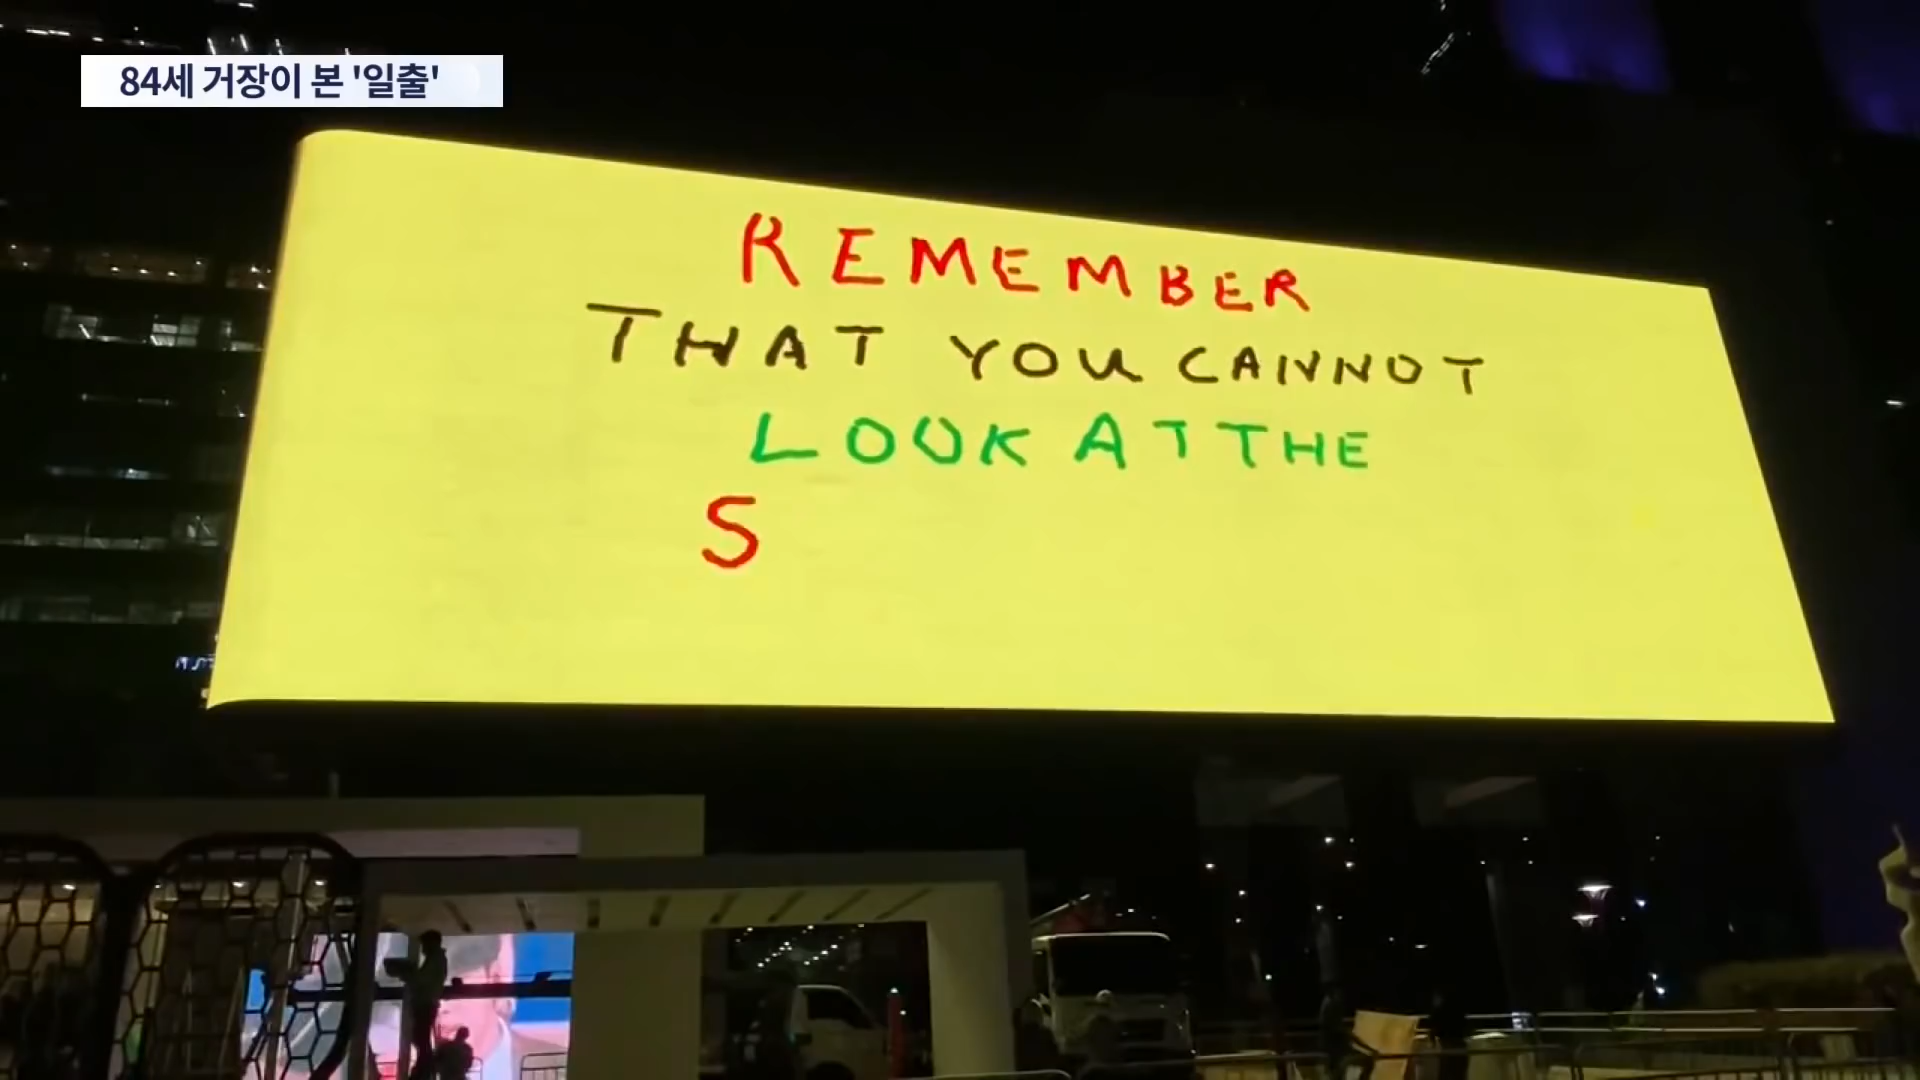 84세 거장이 본 '일출'
REMEMBER
THAT YOU CANNOT
LOOK AT THE
S